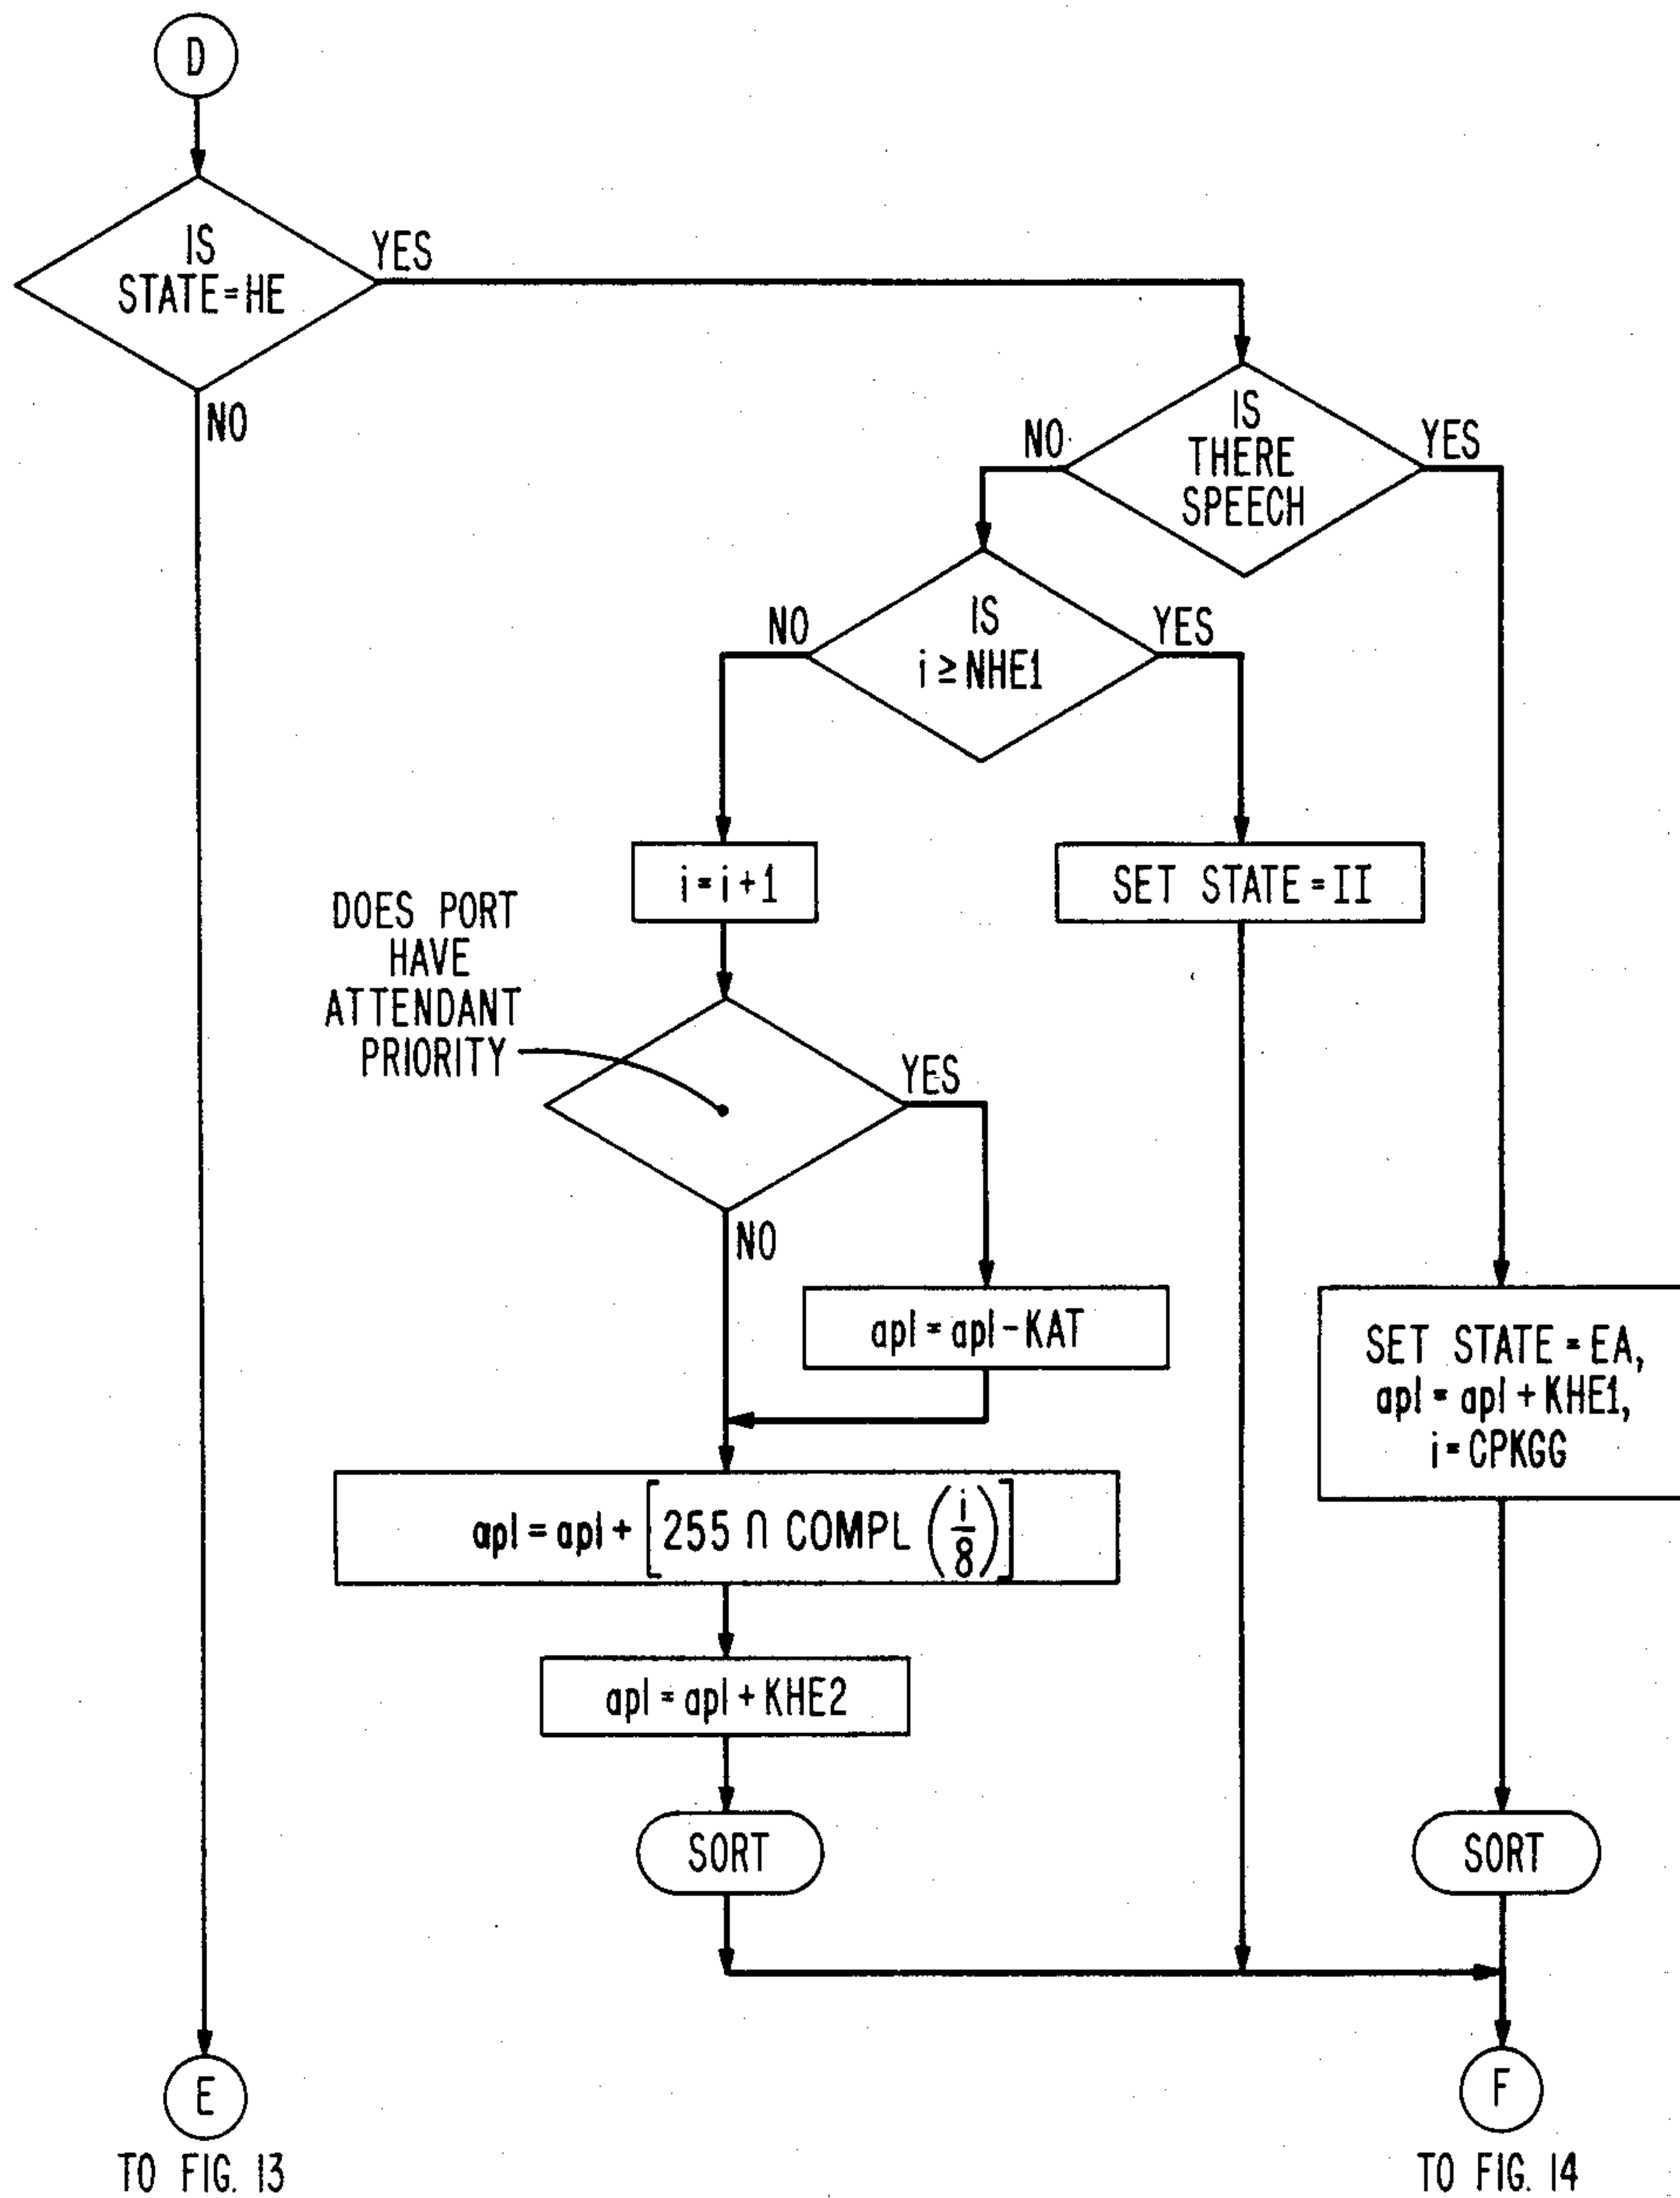 D
IS
STATE=HE
YES
NO
IS
THERE
SPEECH
NO
YES
IS
i ≥ NHE1
NO
YES
i = i + 1
SET STATE = II
DOES PORT
HAVE
ATTENDANT
PRIORITY
YES
NO
apl = apl - KAT
SET STATE = EA,
apl = apl + KHE1,
i = CPKGG
apl = apl + [255 ∩ COMPL (i/8)]
apl = apl + KHE2
SORT
SORT
E
F
TO FIG. 13
TO FIG. 14